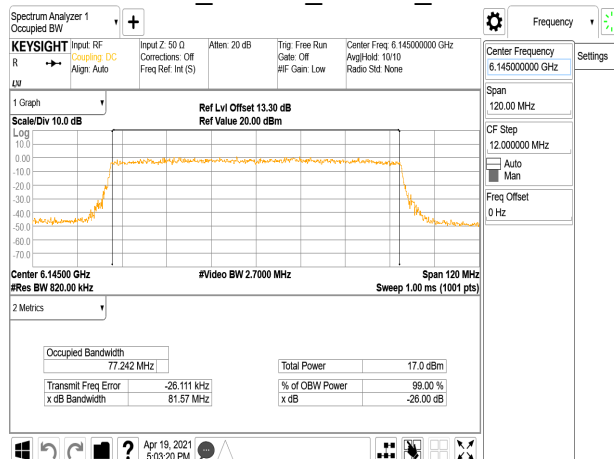 Spectrum Analyzer 1
Occupied BW
Frequency
KEYSIGHT
R
Input: RF
Coupling: DC
Align: Auto
Input Z: 50 Ω
Corrections: Off
Freq Ref: Int (S)
Atten: 20 dB
Trig: Free Run
Gate: Off
#IF Gain: Low
Center Freq: 6.145000000 GHz
Avg|Hold: 10/10
Radio Std: None
LXI
1 Graph
Scale/Div 10.0 dB
Ref Lvl Offset 13.30 dB
Ref Value 20.00 dBm
Log
10.0
0.00
-10.0
-20.0
-30.0
-40.0
-50.0
-60.0
-70.0
Center 6.14500 GHz
#Video BW 2.7000 MHz
Span 120 MHz
#Res BW 820.00 kHz
Sweep 1.00 ms (1001 pts)
2 Metrics
Occupied Bandwidth
77.242 MHz
Total Power 17.0 dBm
Transmit Freq Error -26.111 kHz
% of OBW Power 99.00 %
x dB Bandwidth 81.57 MHz
x dB -26.00 dB
Apr 19, 2021
5:03:20 PM
?
Center Frequency
6.145000000 GHz
Settings
Span
120.00 MHz
CF Step
12.000000 MHz
Auto
Man
Freq Offset
0 Hz